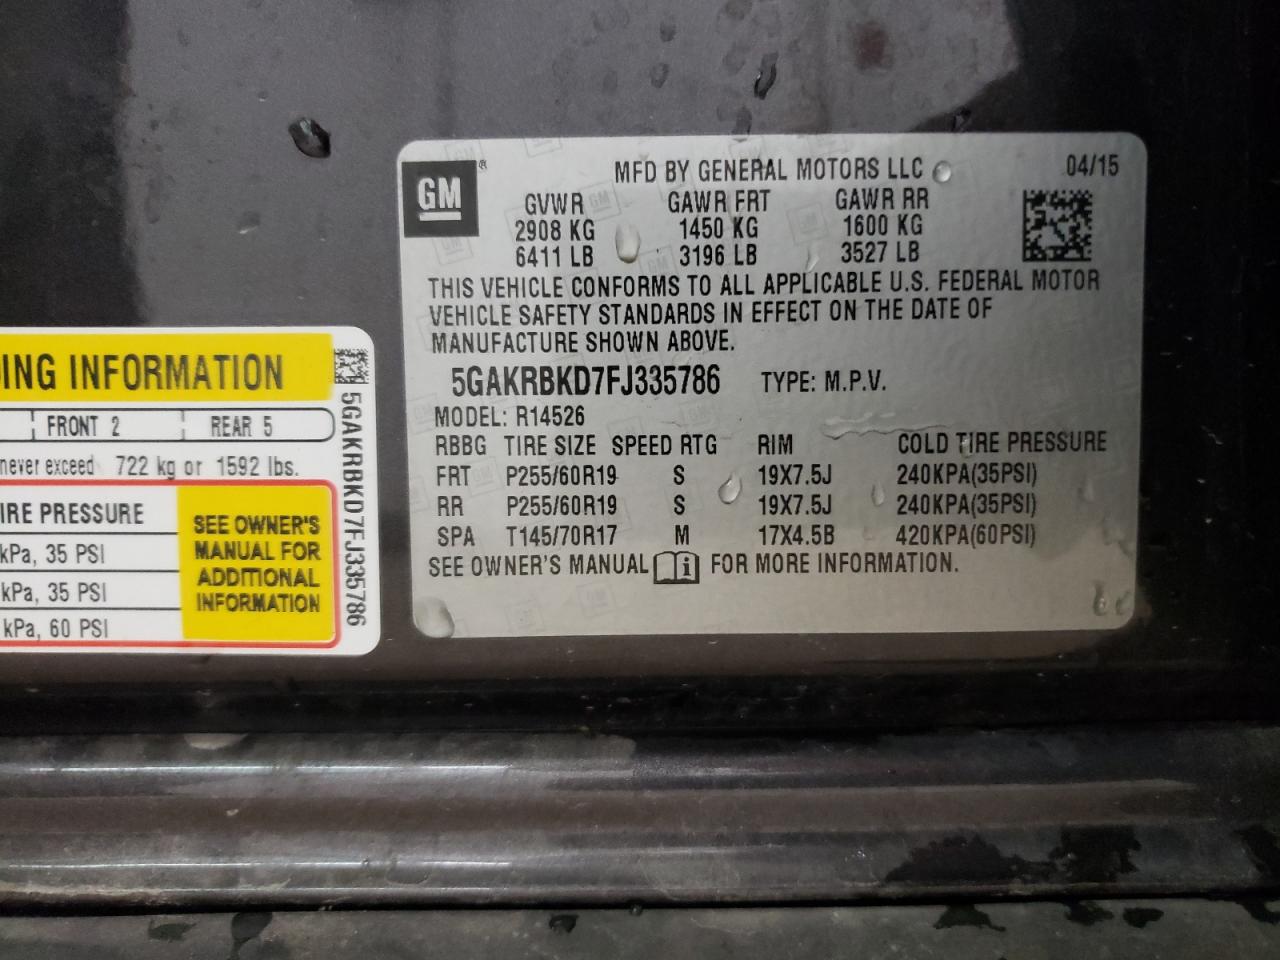 GM ®
MFD BY GENERAL MOTORS LLC 04/15
GVWR GAWR FRT GAWR RR
2908 KG 1450 KG 1600 KG
6411 LB 3196 LB 3527 LB
THIS VEHICLE CONFORMS TO ALL APPLICABLE U.S. FEDERAL MOTOR
VEHICLE SAFETY STANDARDS IN EFFECT ON THE DATE OF
MANUFACTURE SHOWN ABOVE.
5GAKRBKD7FJ335786 TYPE: M.P.V.
MODEL: R14526
RBBG TIRE SIZE SPEED RTG RIM COLD TIRE PRESSURE
FRT P255/60R19 S 19X7.5J 240KPA(35PSI)
RR P255/60R19 S 19X7.5J 240KPA(35PSI)
SPA T145/70R17 M 17X4.5B 420KPA(60PSI)
SEE OWNER'S MANUAL i FOR MORE INFORMATION.
ING INFORMATION
FRONT 2 REAR 5
never exceed 722 kg or 1592 lbs.
IRE PRESSURE
kPa, 35 PSI
kPa, 35 PSI
kPa, 60 PSI
SEE OWNER'S
MANUAL FOR
ADDITIONAL
INFORMATION
5GAKRBKD7FJ335786